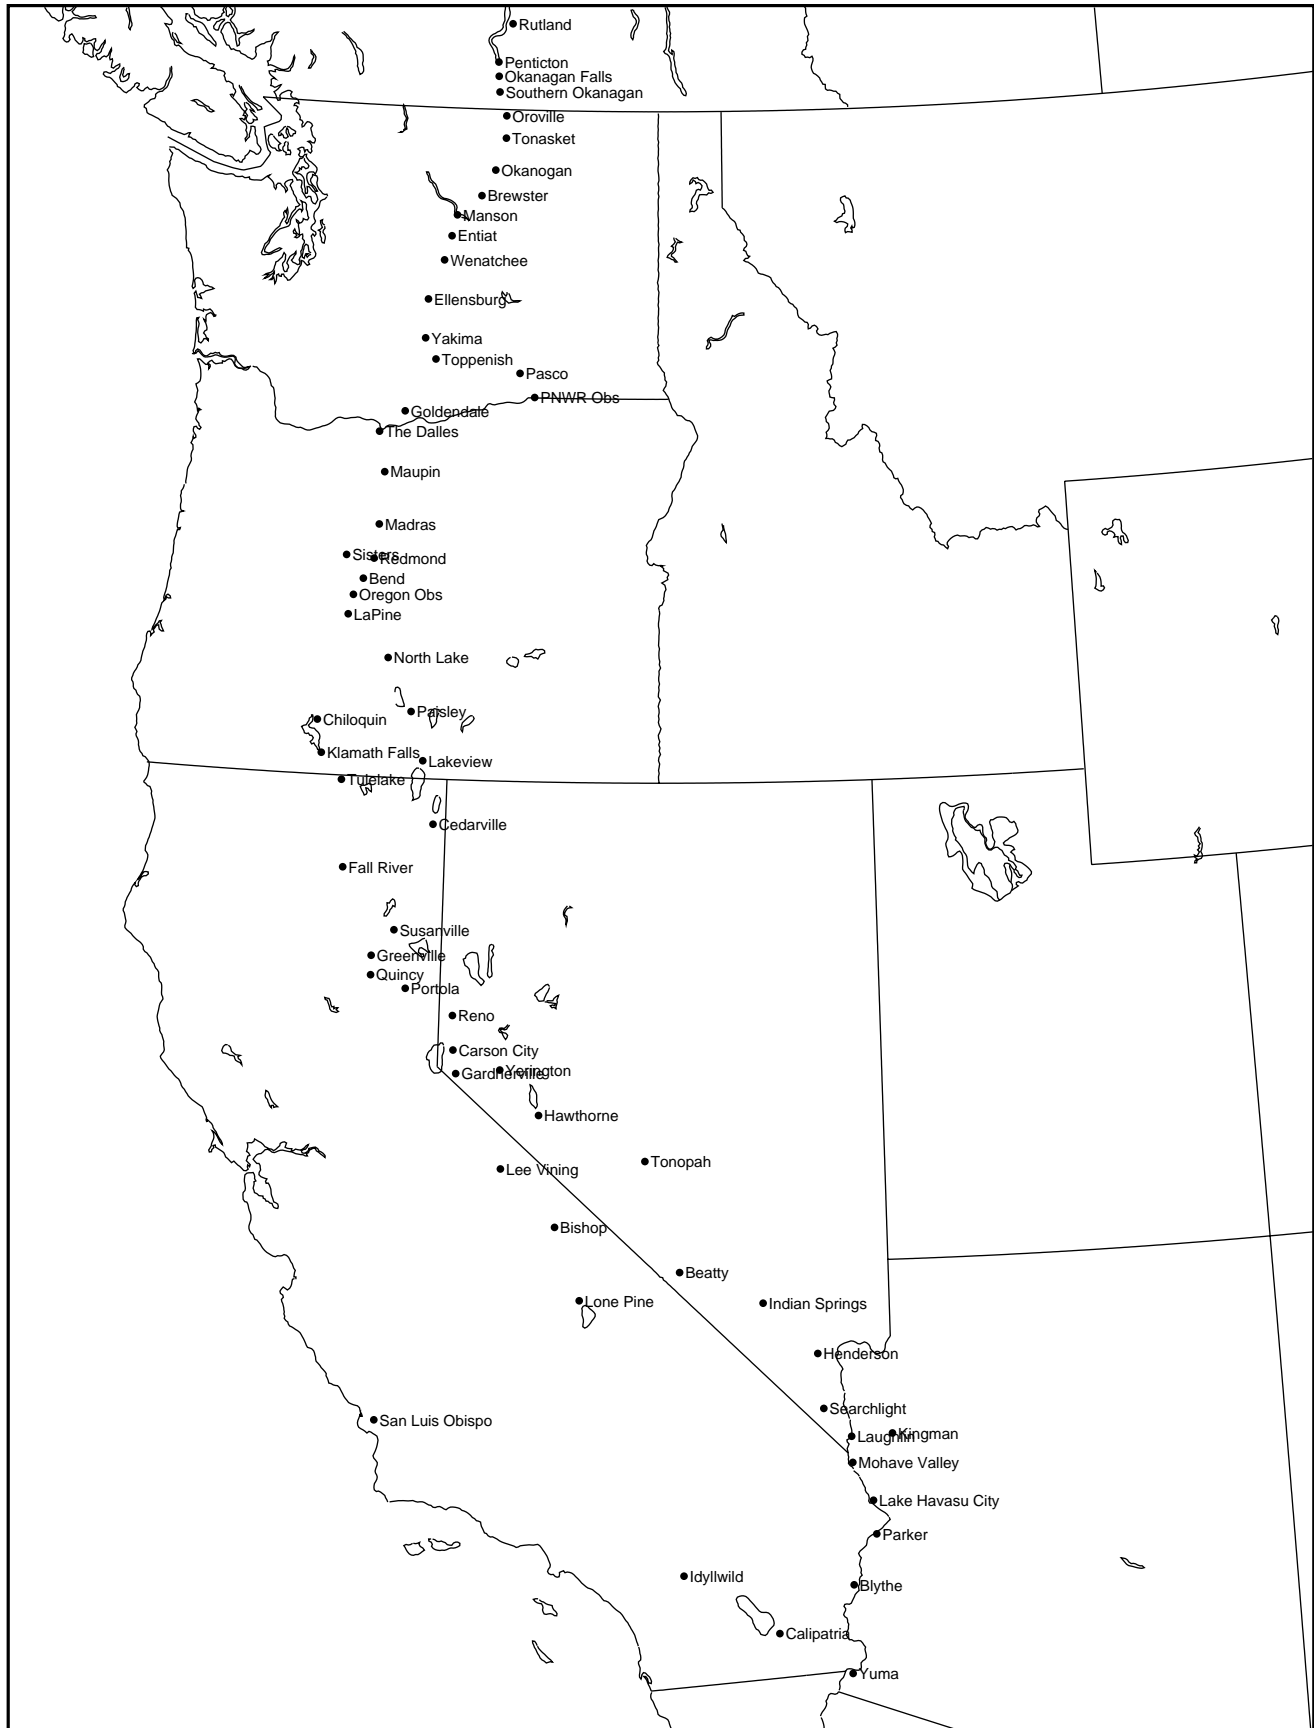 Rutland
Penticton
Okanagan Falls
Southern Okanagan
Oroville
Tonasket
Okanogan
Brewster
Manson
Entiat
Wenatchee
Ellensburg
Yakima
Toppenish
Pasco
PNWR Obs
Goldendale
The Dalles
Maupin
Madras
Sisters
Redmond
Bend
Oregon Obs
LaPine
North Lake
Paisley
Chiloquin
Klamath Falls
Lakeview
Tulelake
Cedarville
Fall River
Susanville
Greenville
Quincy
Portola
Reno
Carson City
Yerington
Gardnerville
Hawthorne
Tonopah
Lee Vining
Bishop
Beatty
Lone Pine
Indian Springs
Henderson
Searchlight
San Luis Obispo
Kingman
Laughlin
Mohave Valley
Lake Havasu City
Parker
Idyllwild
Blythe
Calipatria
Yuma